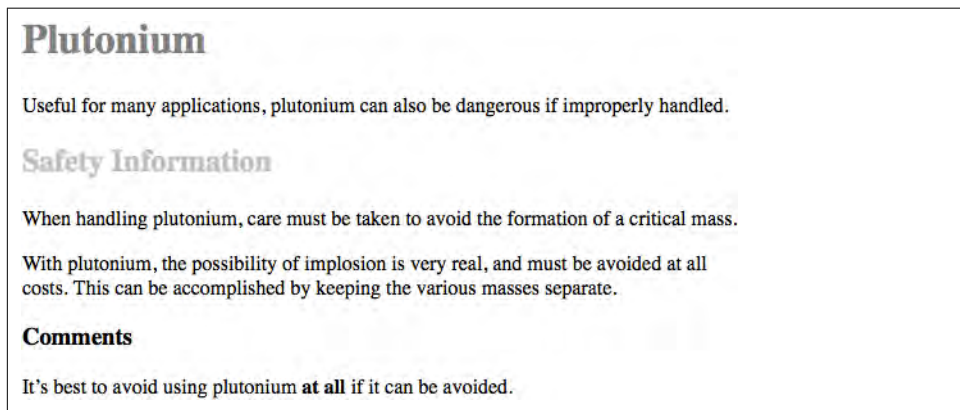 Plutonium
Useful for many applications, plutonium can also be dangerous if improperly handled.
Safety Information
When handling plutonium, care must be taken to avoid the formation of a critical mass.
With plutonium, the possibility of implosion is very real, and must be avoided at all
costs. This can be accomplished by keeping the various masses separate.
Comments
It’s best to avoid using plutonium at all if it can be avoided.